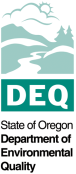 DEQ
State of Oregon
Department of
Environmental
Quality